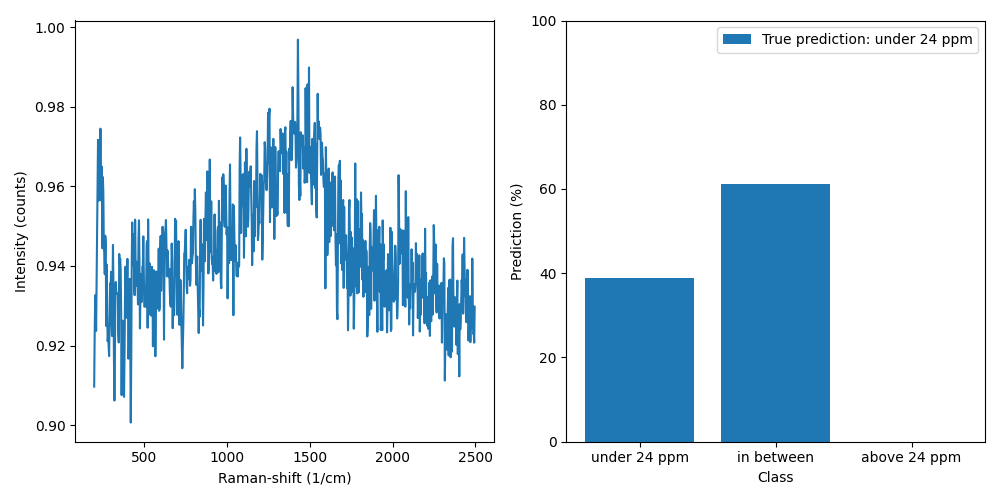 1.00
0.98
0.96
0.94
0.92
0.90
Intensity (counts)
500 1000 1500 2000 2500
Raman-shift (1/cm)
100
80
60
40
20
0
Prediction (%)
True prediction: under 24 ppm
under 24 ppm in between above 24 ppm
Class